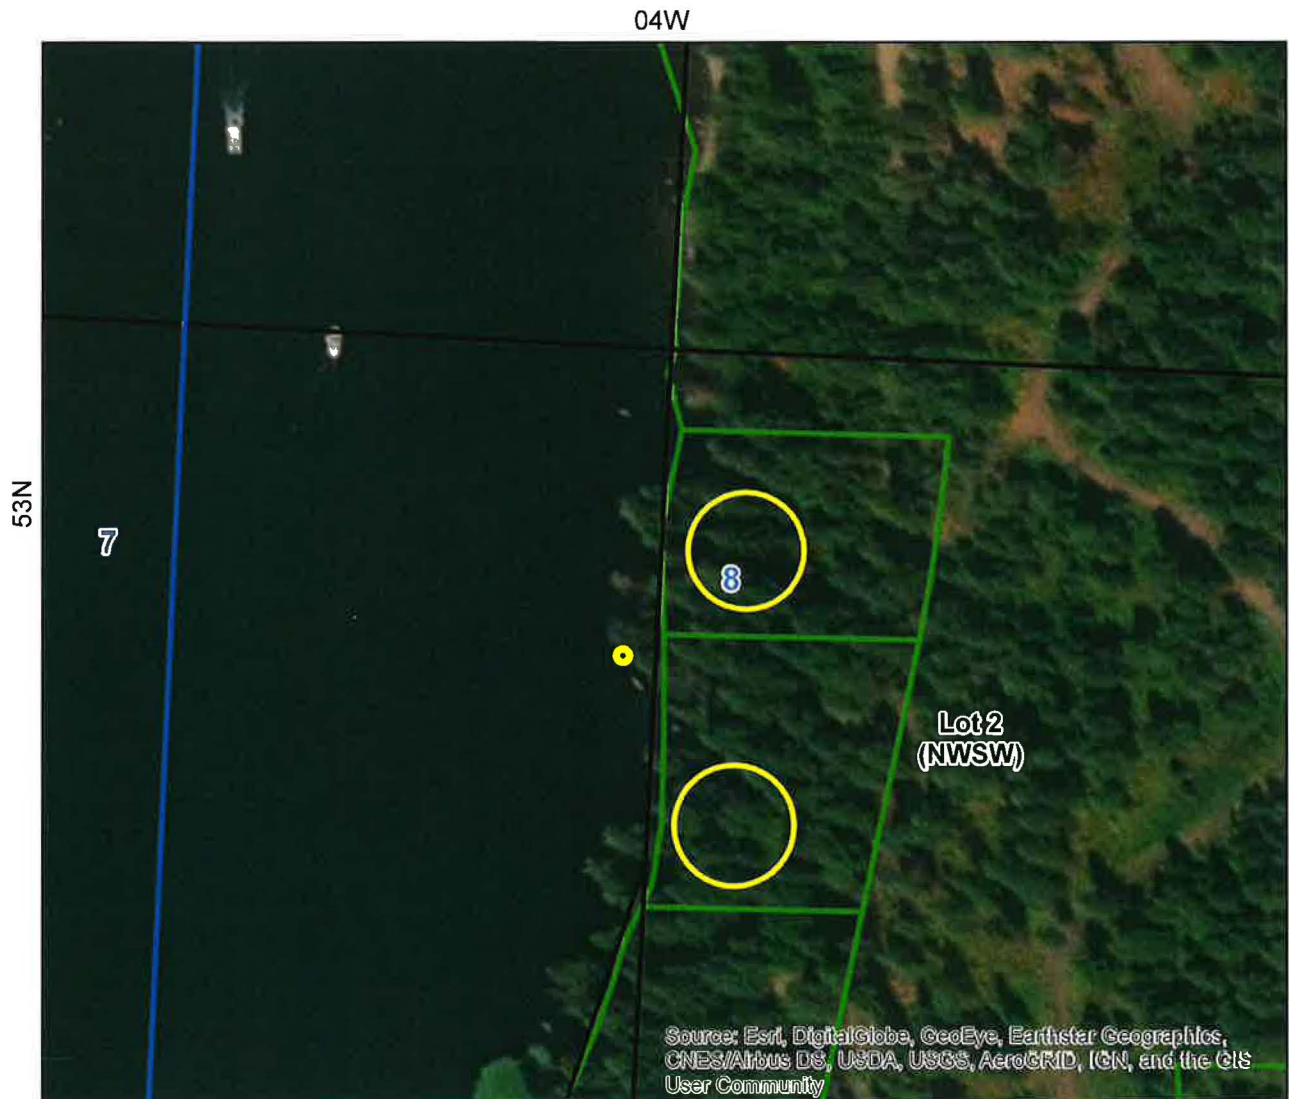 04W
53N
7
8
Lot 2
(NWSW)
Source: Esri, DigitalGlobe, GeoEye, Earthstar Geographics,
CNES/Airbus DS, USDA, USGS, AeroGRID, IGN, and the GIS
User Community